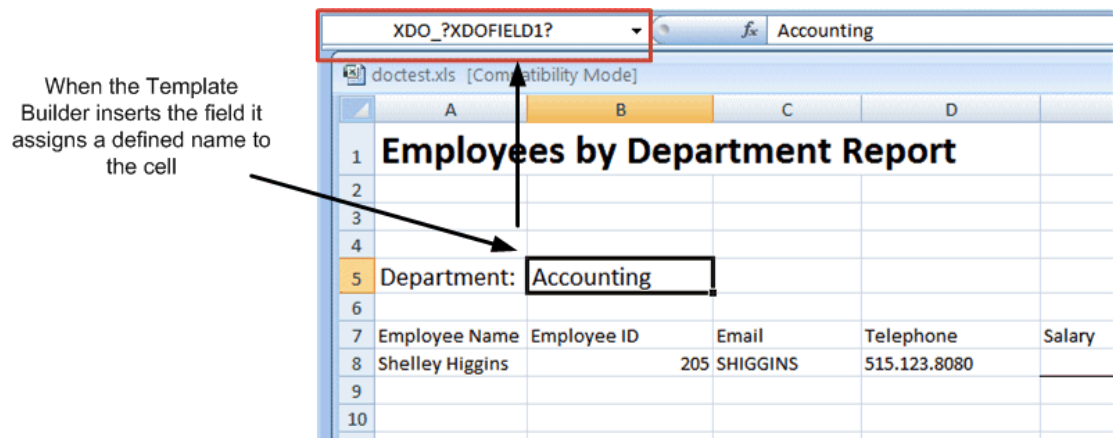 XDO_?XDOFIELD1?
fx Accounting
doctest.xls [Compatibility Mode]
When the Template
Builder inserts the field it
assigns a defined name to
the cell
A B C D
1 Employees by Department Report
2
3
4
5 Department: Accounting
6
7 Employee Name Employee ID Email Telephone Salary
8 Shelley Higgins 205 SHIGGINS 515.123.8080
9
10